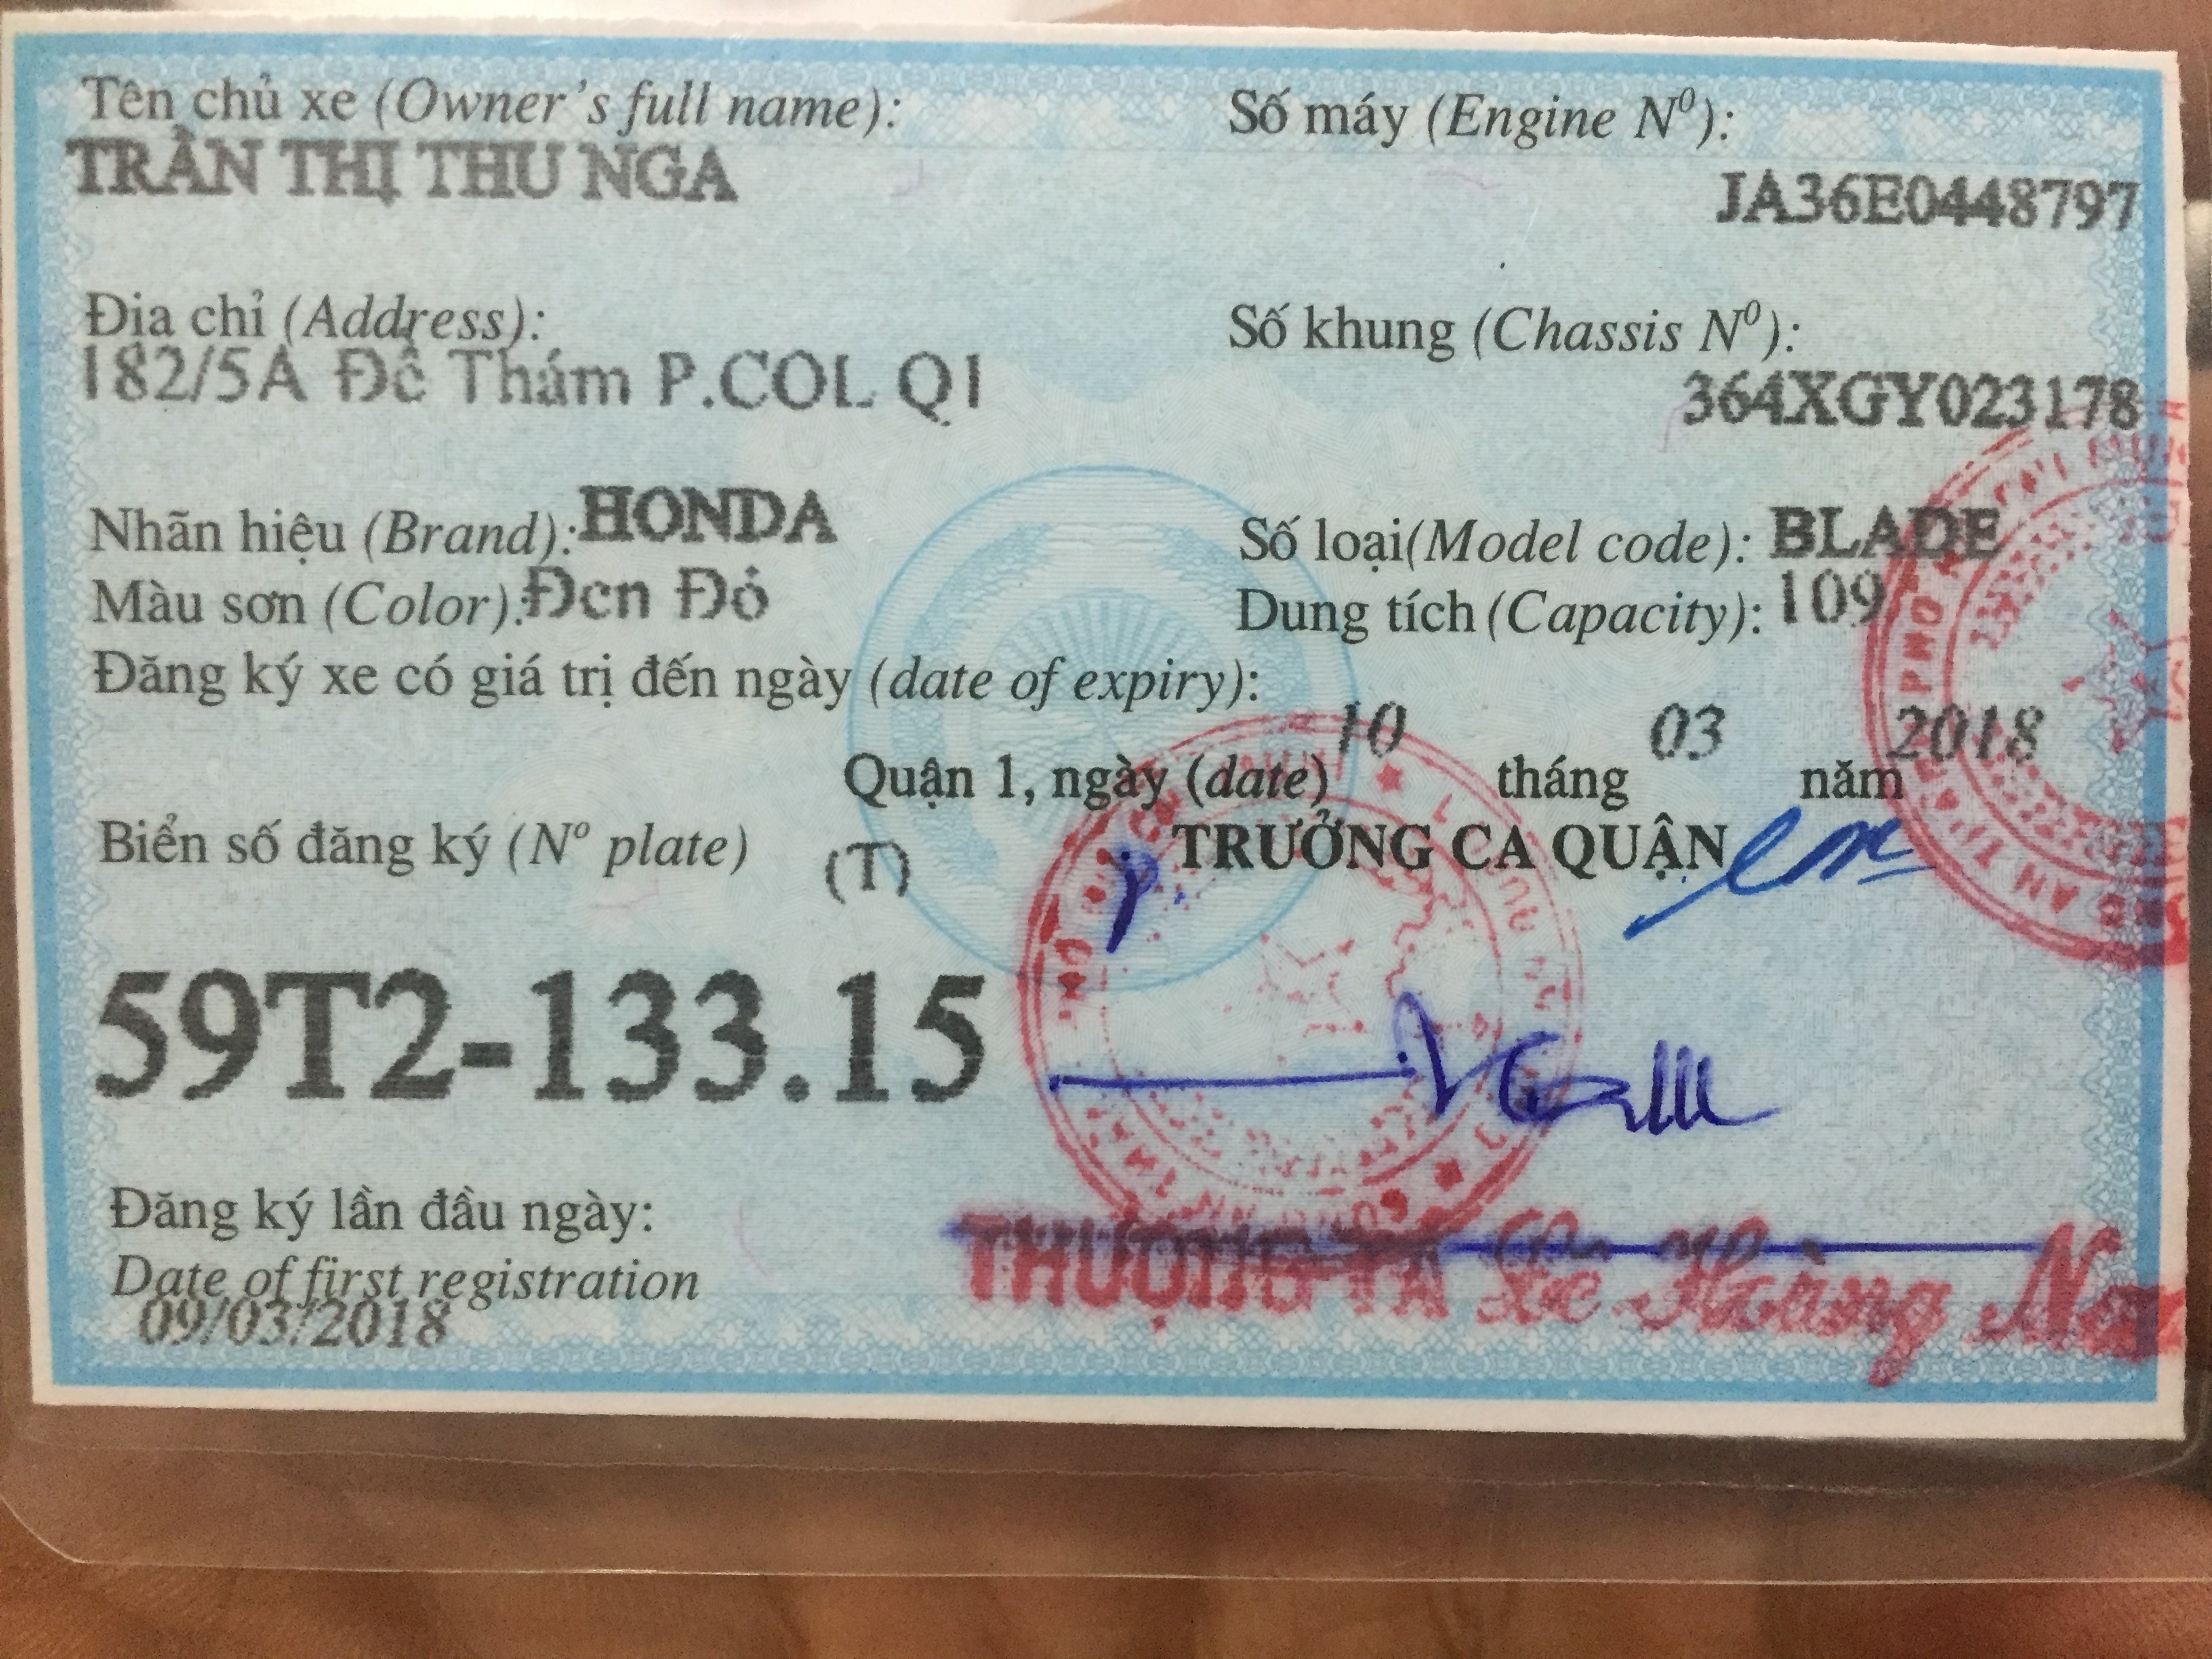 Tên chủ xe (Owner's full name):
TRẦN THỊ THU NGA
Số máy (Engine Nº):
JA36E0448797
Địa chỉ (Address):
182/5A Đề Thám P.COL Q1
Số khung (Chassis Nº):
364XGY023178
Nhãn hiệu (Brand): HONDA
Số loại(Model code): BLADE
Màu sơn (Color): Đen Đỏ
Dung tích (Capacity): 109
Đăng ký xe có giá trị đến ngày (date of expiry):
Quận 1, ngày (date) 10 tháng 03 năm 2018
Biển số đăng ký (Nº plate) (T)
TRƯỞNG CA QUẬN
59T2-133.15
Đăng ký lần đầu ngày:
Date of first registration
09/03/2018
THƯỢNG TÁ Hoàng